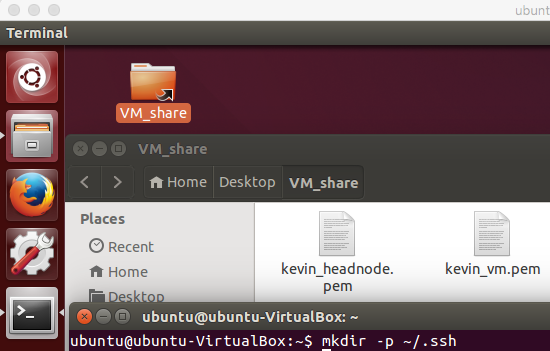 ubuntu
Terminal
VM_share
VM_share
Home Desktop VM_share
Places
Recent
Home
Desktop
kevin_headnode.
pem
kevin_vm.pem
ubuntu@ubuntu-VirtualBox: ~
ubuntu@ubuntu-VirtualBox:~$ mkdir -p ~/.ssh